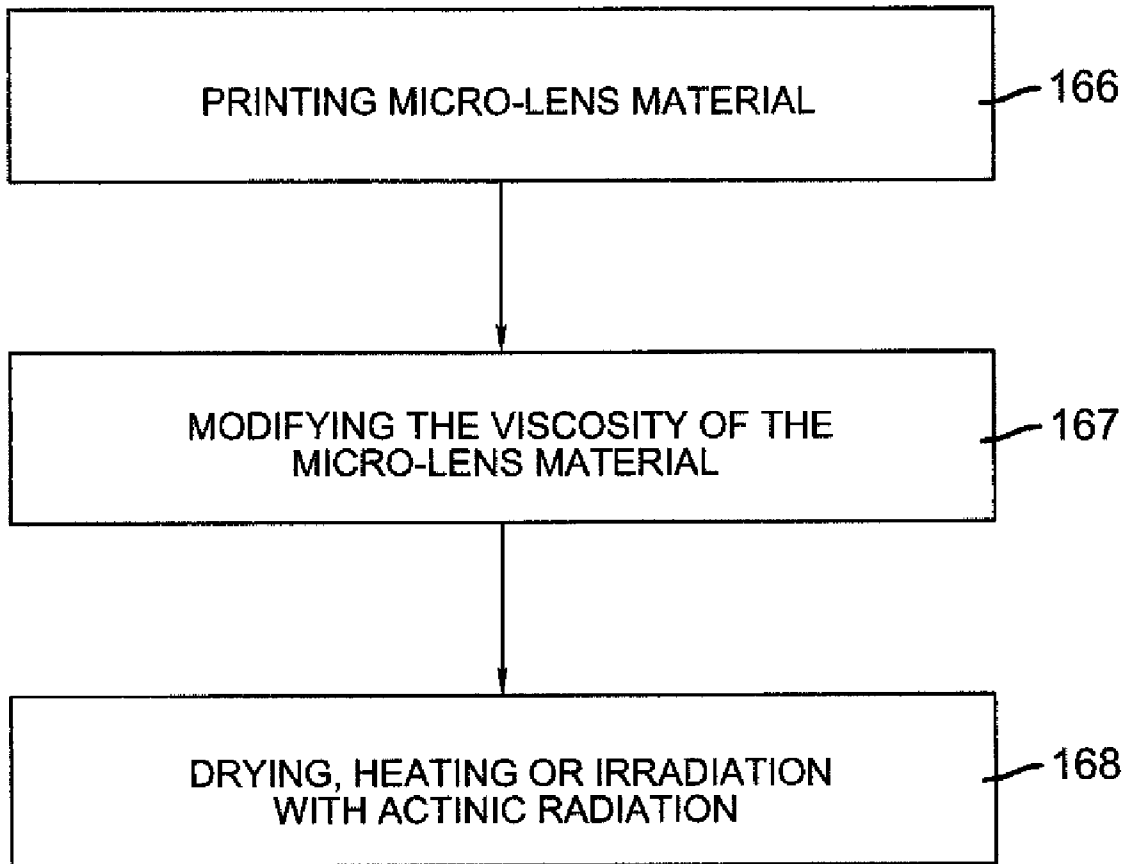 PRINTING MICRO-LENS MATERIAL
166
MODIFYING THE VISCOSITY OF THE
MICRO-LENS MATERIAL
167
DRYING, HEATING OR IRRADIATION
WITH ACTINIC RADIATION
168